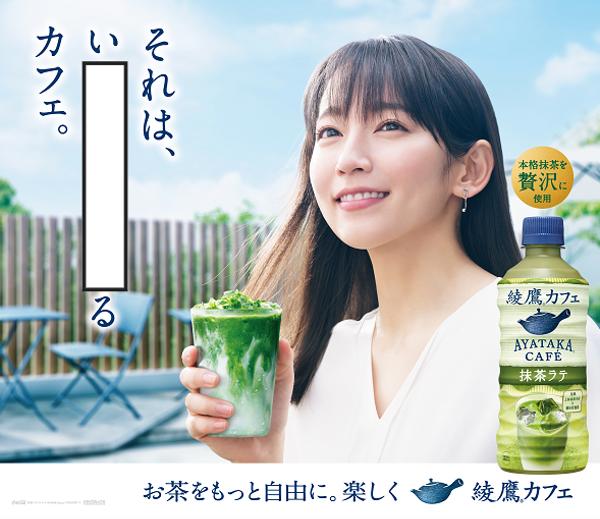 それは、
い る
カフェ。
本格抹茶を
贅沢に
使用
綾鷹カフェ
AYATAKA
CAFÉ
抹茶ラテ
お茶をもっと自由に。楽しく 綾鷹®カフェ